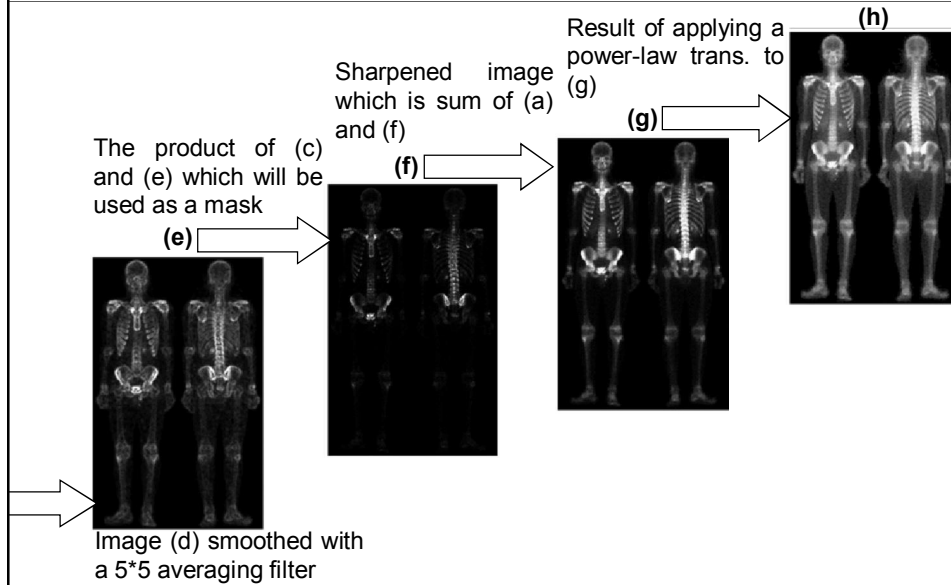 (h)
Result of applying a
power-law trans. to
(g)
Sharpened image
which is sum of (a)
and (f)
(g)
The product of (c)
and (e) which will be
used as a mask
(f)
(e)
Image (d) smoothed with
a 5*5 averaging filter